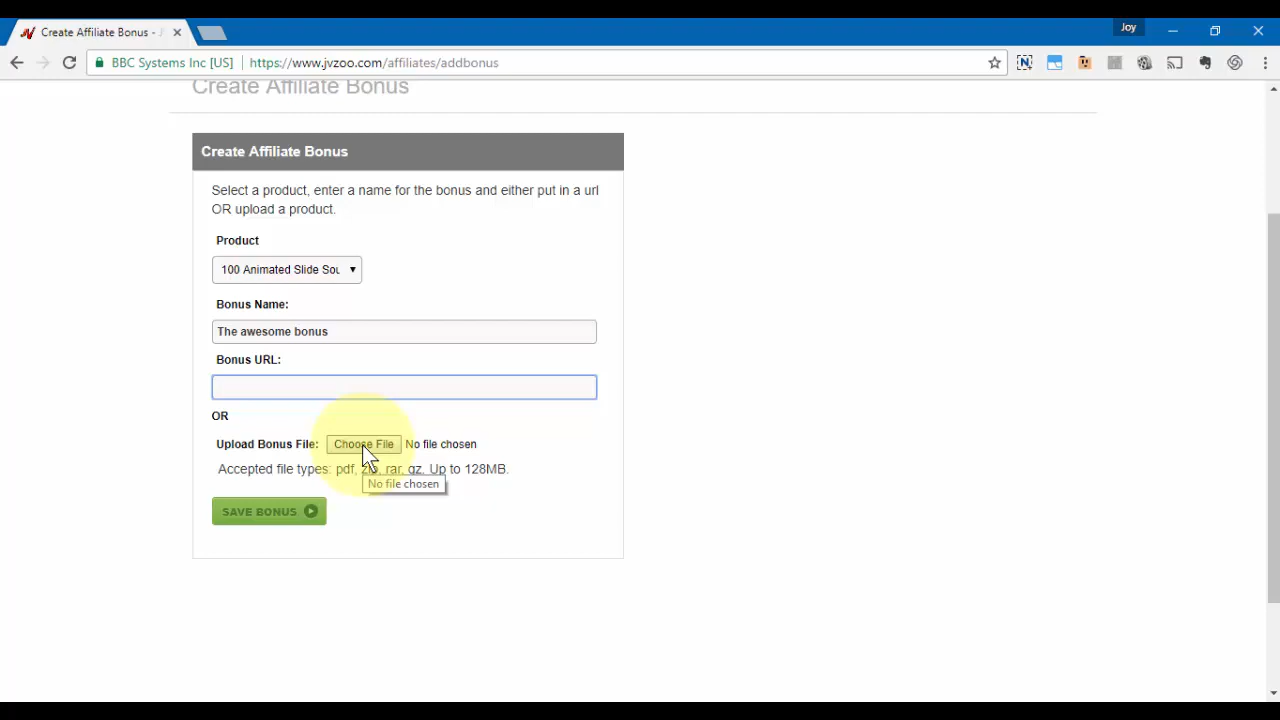 Create Affiliate Bonus - J
Joy
BBC Systems Inc [US]
https://www.jvzoo.com/affiliates/addbonus
Create Affiliate Bonus
Create Affiliate Bonus
Select a product, enter a name for the bonus and either put in a url
OR upload a product.
Product
100 Animated Slide Sou
Bonus Name:
The awesome bonus
Bonus URL:
OR
Upload Bonus File: Choose File No file chosen
Accepted file types: pdf, zip, rar, gz, Up to 128MB.
No file chosen
SAVE BONUS